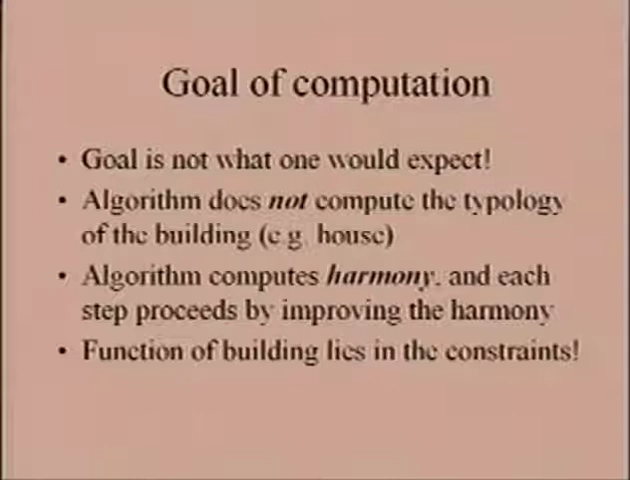 Goal of computation
• Goal is not what one would expect!
• Algorithm does not compute the typology
of the building (e.g. house)
• Algorithm computes harmony, and each
step proceeds by improving the harmony
• Function of building lies in the constraints!